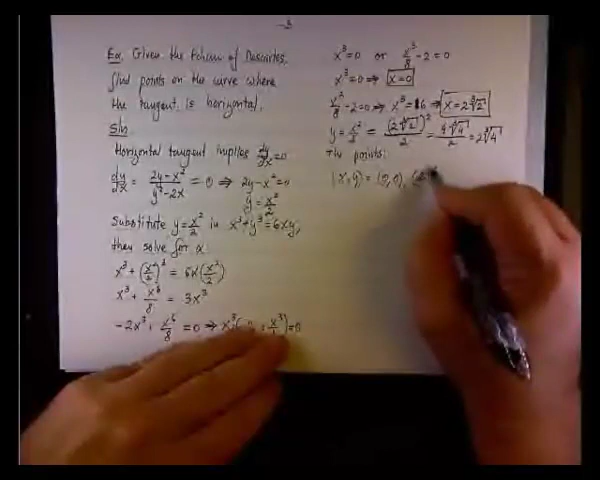 Ex. Given the Folium of Descartes,
find points on the curve where
the tangent is horizontal.
Sln
Horizontal tangent implies dy/dx = 0
dy/dx = (2y - x²)/(y² - 2x) = 0 ⇒ 2y - x² = 0
y = x²/2
Substitute y = x²/2 in x³ + y³ = 6xy,
then solve for x
x³ + (x²/2)³ = 6x(x²/2)
x³ + x⁶/8 = 3x³
-2x³ + x⁶/8 = 0 ⇒ x³( + x³/ ) = 0
x³ = 0 or x³/8 - 2 = 0
x³ = 0 ⇒ x = 0
x³/8 - 2 = 0 ⇒ x³ = 16 ⇒ x = 2∛2
y = x²/2 = (2∛2)²/2 = 4∛4/2 = 2∛4
The points:
(x, y) = (0, 0), (2